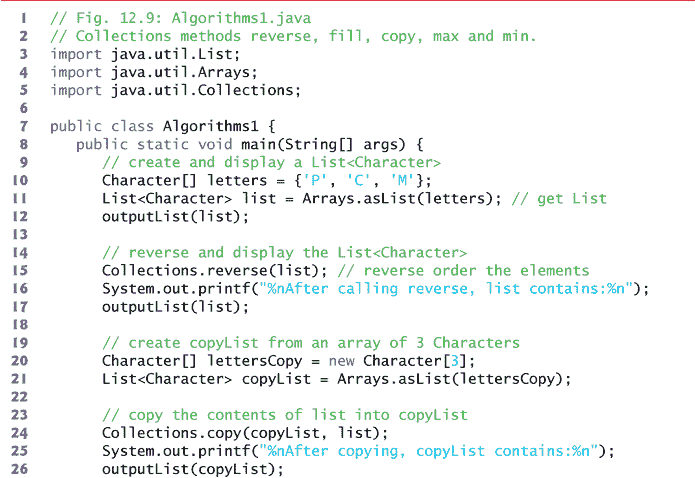 1 // Fig. 12.9: Algorithms1.java
2 // Collections methods reverse, fill, copy, max and min.
3 import java.util.List;
4 import java.util.Arrays;
5 import java.util.Collections;
6
7 public class Algorithms1 {
8 public static void main(String[] args) {
9 // create and display a List<Character>
10 Character[] letters = {'P', 'C', 'M'};
11 List<Character> list = Arrays.asList(letters); // get List
12 outputList(list);
13
14 // reverse and display the List<Character>
15 Collections.reverse(list); // reverse order the elements
16 System.out.printf("%nAfter calling reverse, list contains:%n");
17 outputList(list);
18
19 // create copyList from an array of 3 Characters
20 Character[] lettersCopy = new Character[3];
21 List<Character> copyList = Arrays.asList(lettersCopy);
22
23 // copy the contents of list into copyList
24 Collections.copy(copyList, list);
25 System.out.printf("%nAfter copying, copyList contains:%n");
26 outputList(copyList);